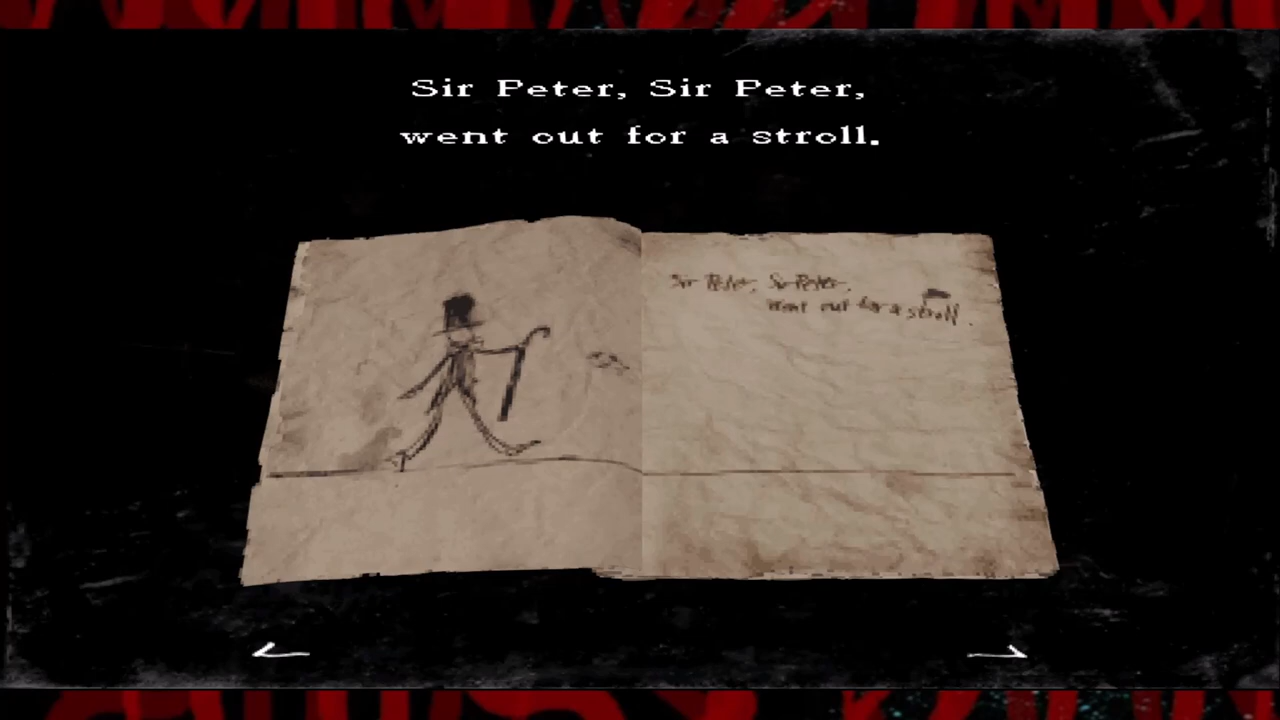 Sir Peter, Sir Peter,
went out for a stroll.
Sir Peter, Sir Peter,
went out for a stroll.